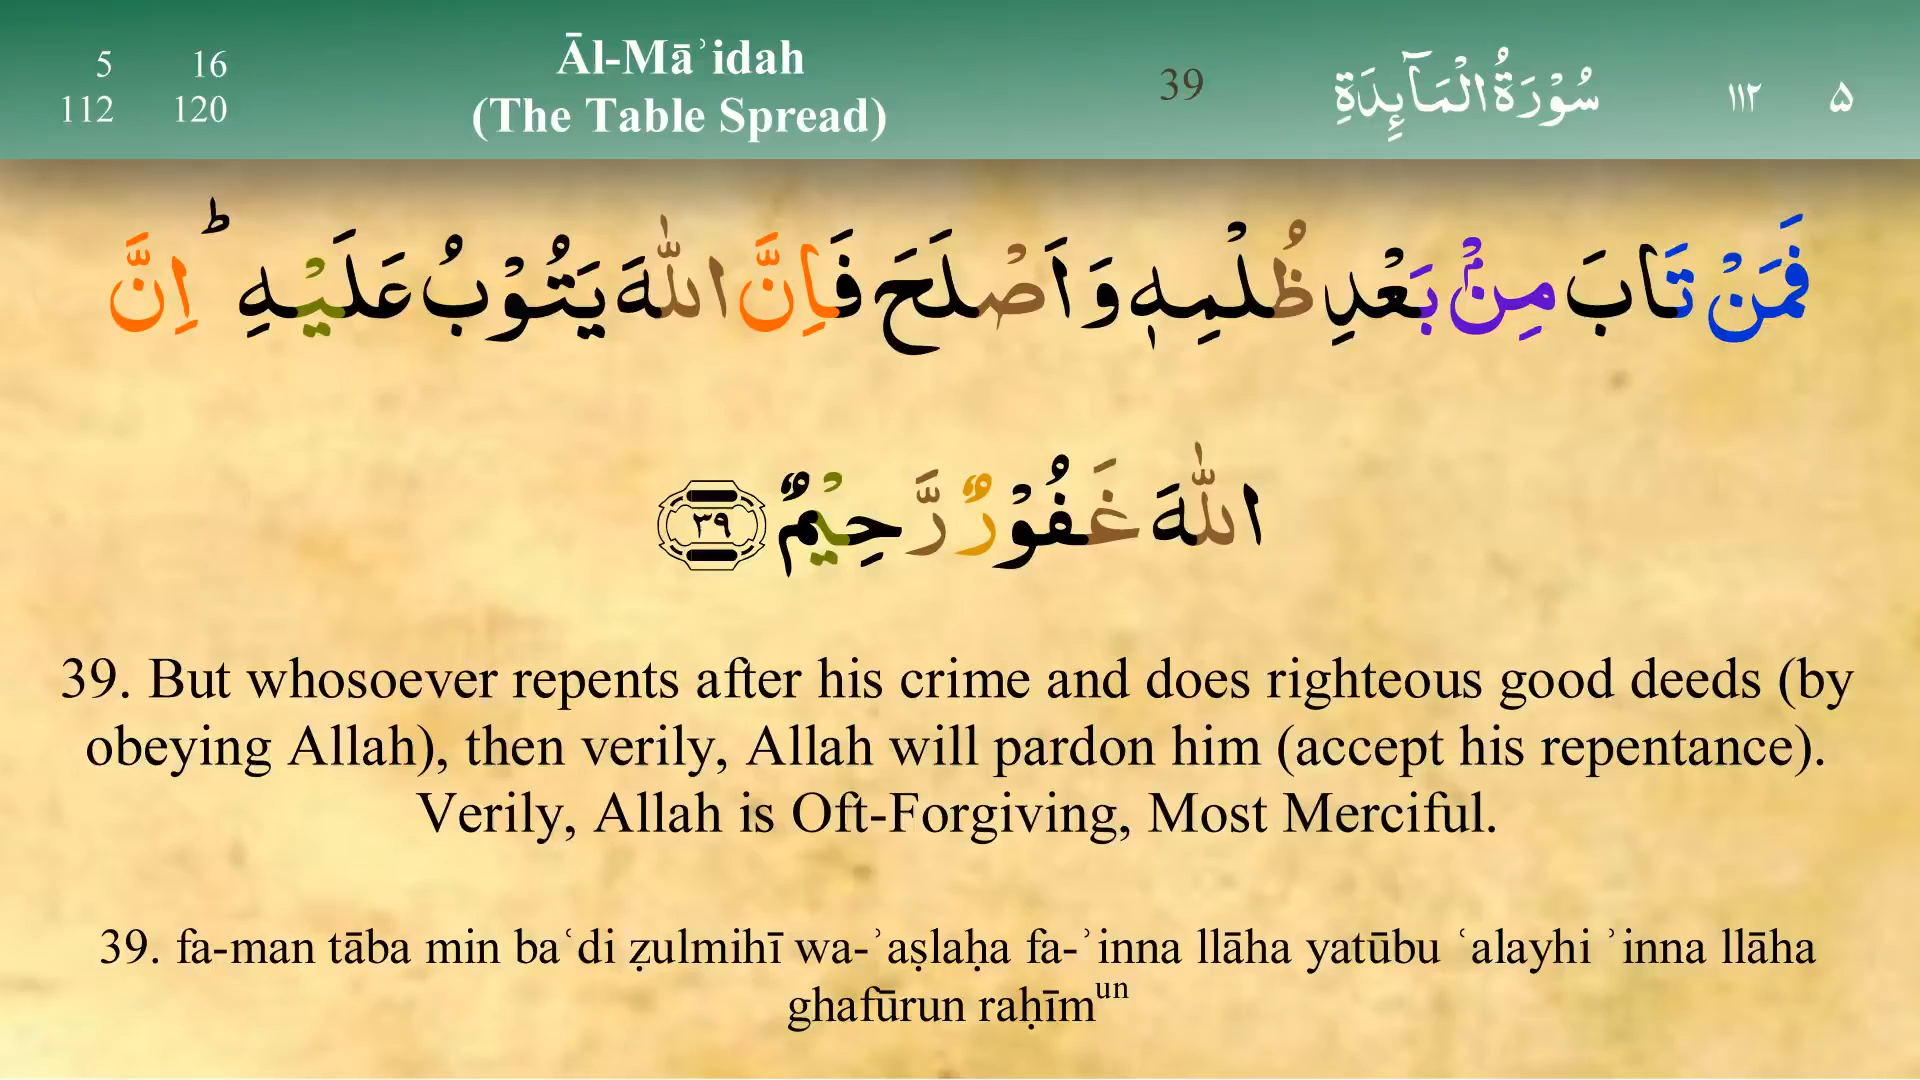 5 16
112 120
Āl-Māʾidah
(The Table Spread)
39
سُوْرَةُ الْمَآئِدَةِ
١١٢ ۵
فَمَنْ تَابَ مِنْۢ بَعْدِ ظُلْمِهٖ وَاَصْلَحَ فَاِنَّ اللّٰهَ يَتُوْبُ عَلَيْهِ ؕ اِنَّ
اللّٰهَ غَفُوْرٌ رَّحِيْمٌ ٣٩
39. But whosoever repents after his crime and does righteous good deeds (by
obeying Allah), then verily, Allah will pardon him (accept his repentance).
Verily, Allah is Oft-Forgiving, Most Merciful.
39. fa-man tāba min baʿdi ẓulmihī wa-ʾaṣlaḥa fa-ʾinna llāha yatūbu ʿalayhi ʾinna llāha
ghafūrun raḥīmun